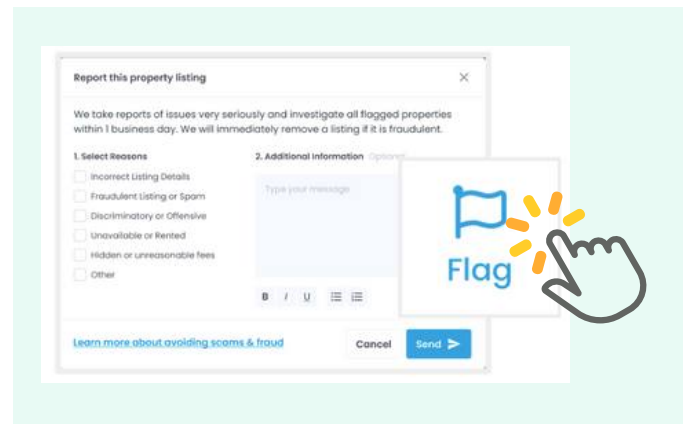 Report this property listing
We take reports of issues very seriously and investigate all flagged properties
within 1 business day. We will immediately remove a listing if it is fraudulent.
1. Select Reasons
Incorrect Listing Details
Fraudulent Listing or Spam
Discriminatory or Offensive
Unavailable or Rented
Hidden or unreasonable fees
Other
2. Additional Information Optional
Type your message
B I U
Flag
Learn more about avoiding scams & fraud
Cancel
Send